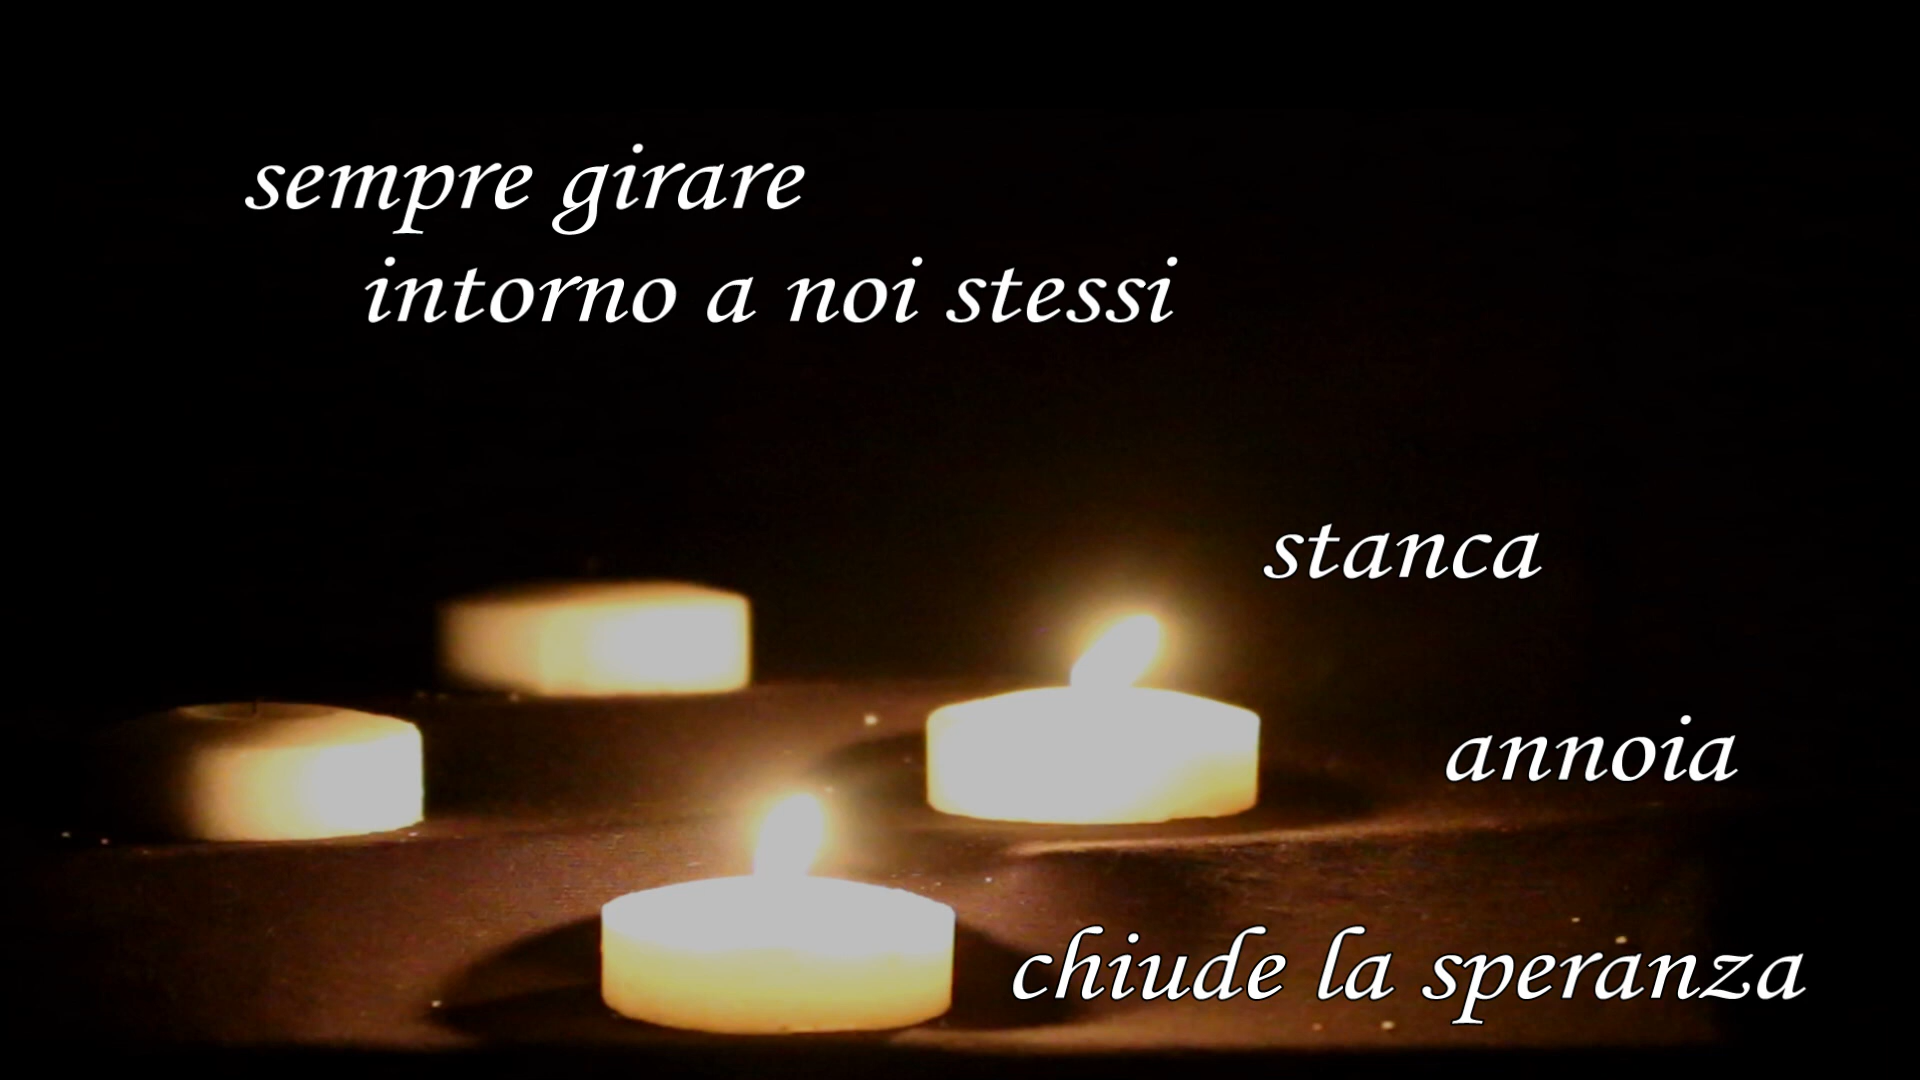 sempre girare
intorno a noi stessi
stanca
annoia
chiude la speranza